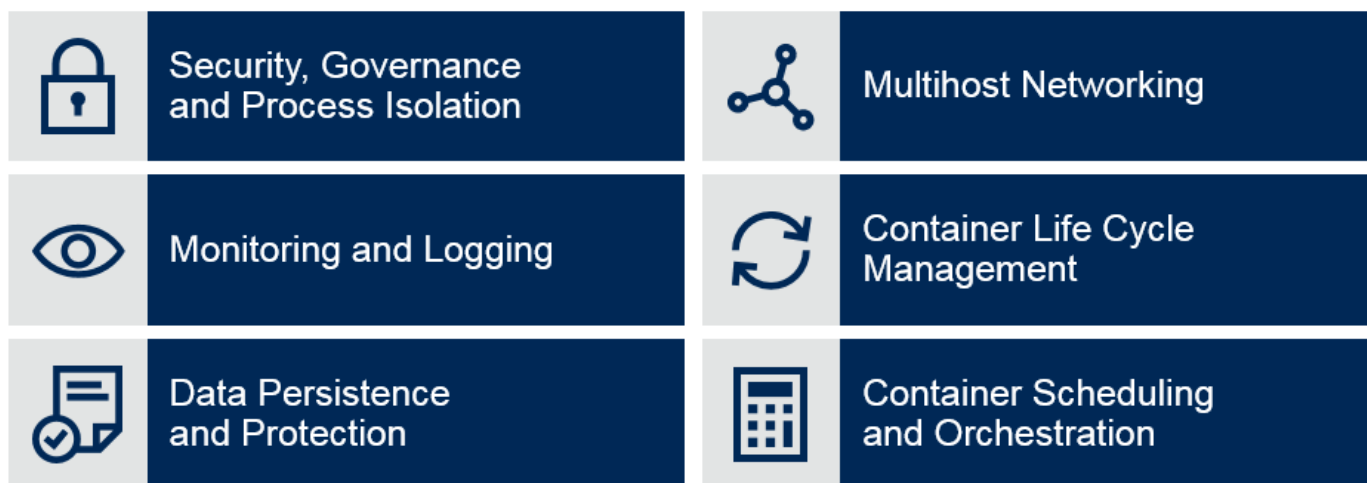 Security, Governance
and Process Isolation
Multihost Networking
Monitoring and Logging
Container Life Cycle
Management
Data Persistence
and Protection
Container Scheduling
and Orchestration